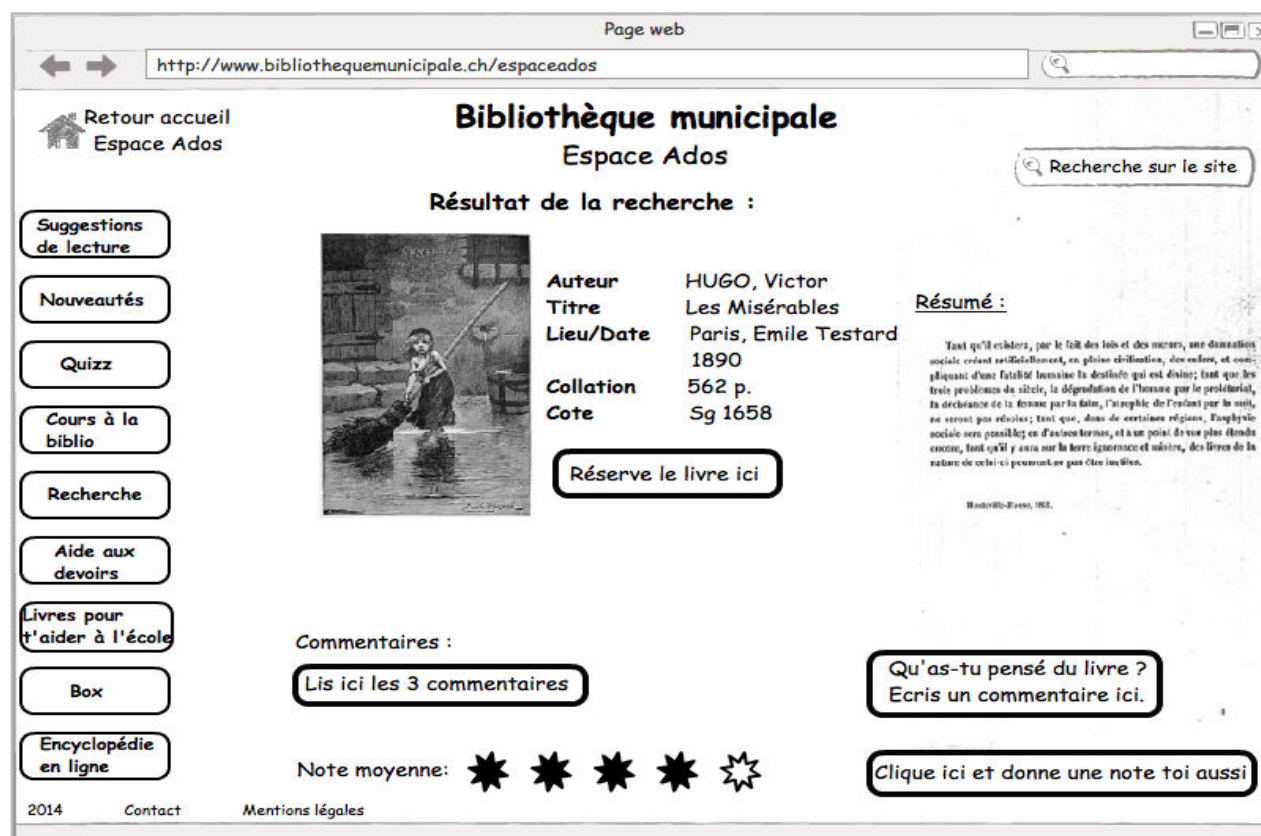 Page web
http://www.bibliothequemunicipale.ch/espaceados
Retour accueil
Espace Ados
Bibliothèque municipale
Espace Ados
Recherche sur le site
Résultat de la recherche :
Suggestions
de lecture
Nouveautés
Quizz
Cours à la
biblio
Recherche
Aide aux
devoirs
Livres pour
t'aider à l'école
Box
Encyclopédie
en ligne
Auteur HUGO, Victor
Titre Les Misérables
Lieu/Date Paris, Emile Testard
1890
Collation 562 p.
Cote Sg 1658
Réserve le livre ici
Résumé :
Tant qu'il existera, par le fait des lois et des mœurs, une damnation
sociale créant artificiellement, en pleine civilisation, des enfers, et com-
pliquant d'une fatalité humaine la destinée qui est divine; tant que les
trois problèmes du siècle, la dégradation de l'homme par le prolétariat,
la déchéance de la femme par la faim, l'atrophie de l'enfant par la nuit,
ne seront pas résolus; tant que, dans de certaines régions, l'asphyxie
sociale sera possible; en d'autres termes, et à un point de vue plus étendu
encore, tant qu'il y aura sur la terre ignorance et misère, des livres de la
nature de celui-ci pourront ne pas être inutiles.
Hauteville-House, 1862.
Commentaires :
Lis ici les 3 commentaires
Qu'as-tu pensé du livre ?
Ecris un commentaire ici.
Note moyenne:
Clique ici et donne une note toi aussi
2014 Contact Mentions légales